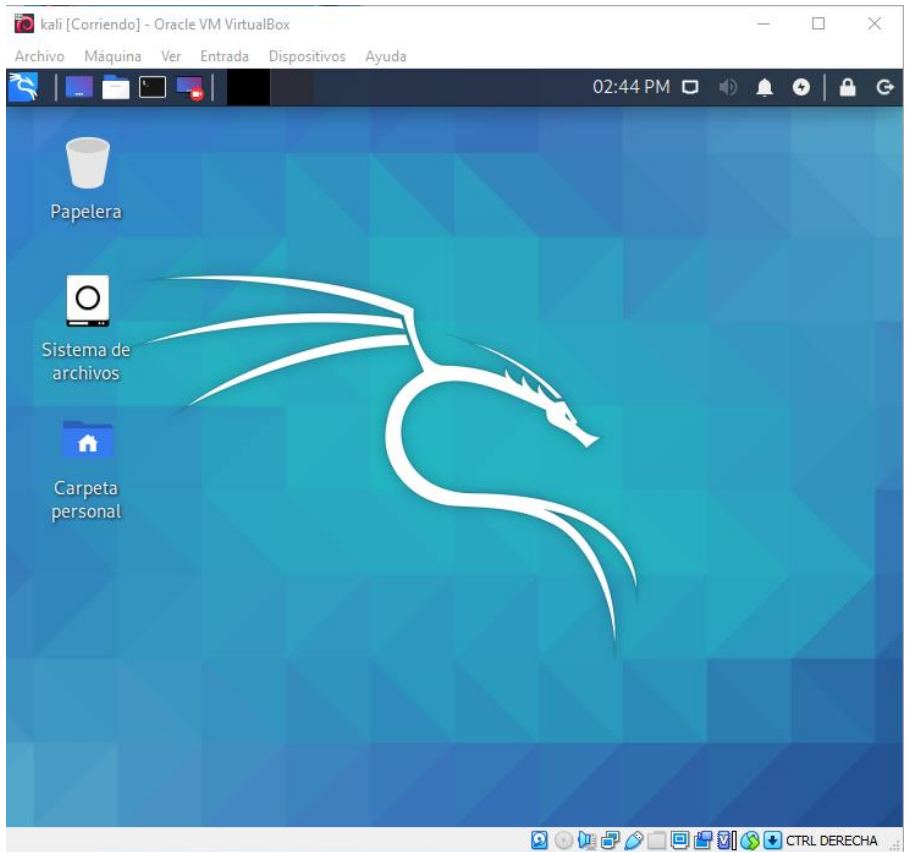 kali [Corriendo] - Oracle VM VirtualBox
Archivo Máquina Ver Entrada Dispositivos Ayuda
02:44 PM
Papelera
Sistema de
archivos
Carpeta
personal
CTRL DERECHA